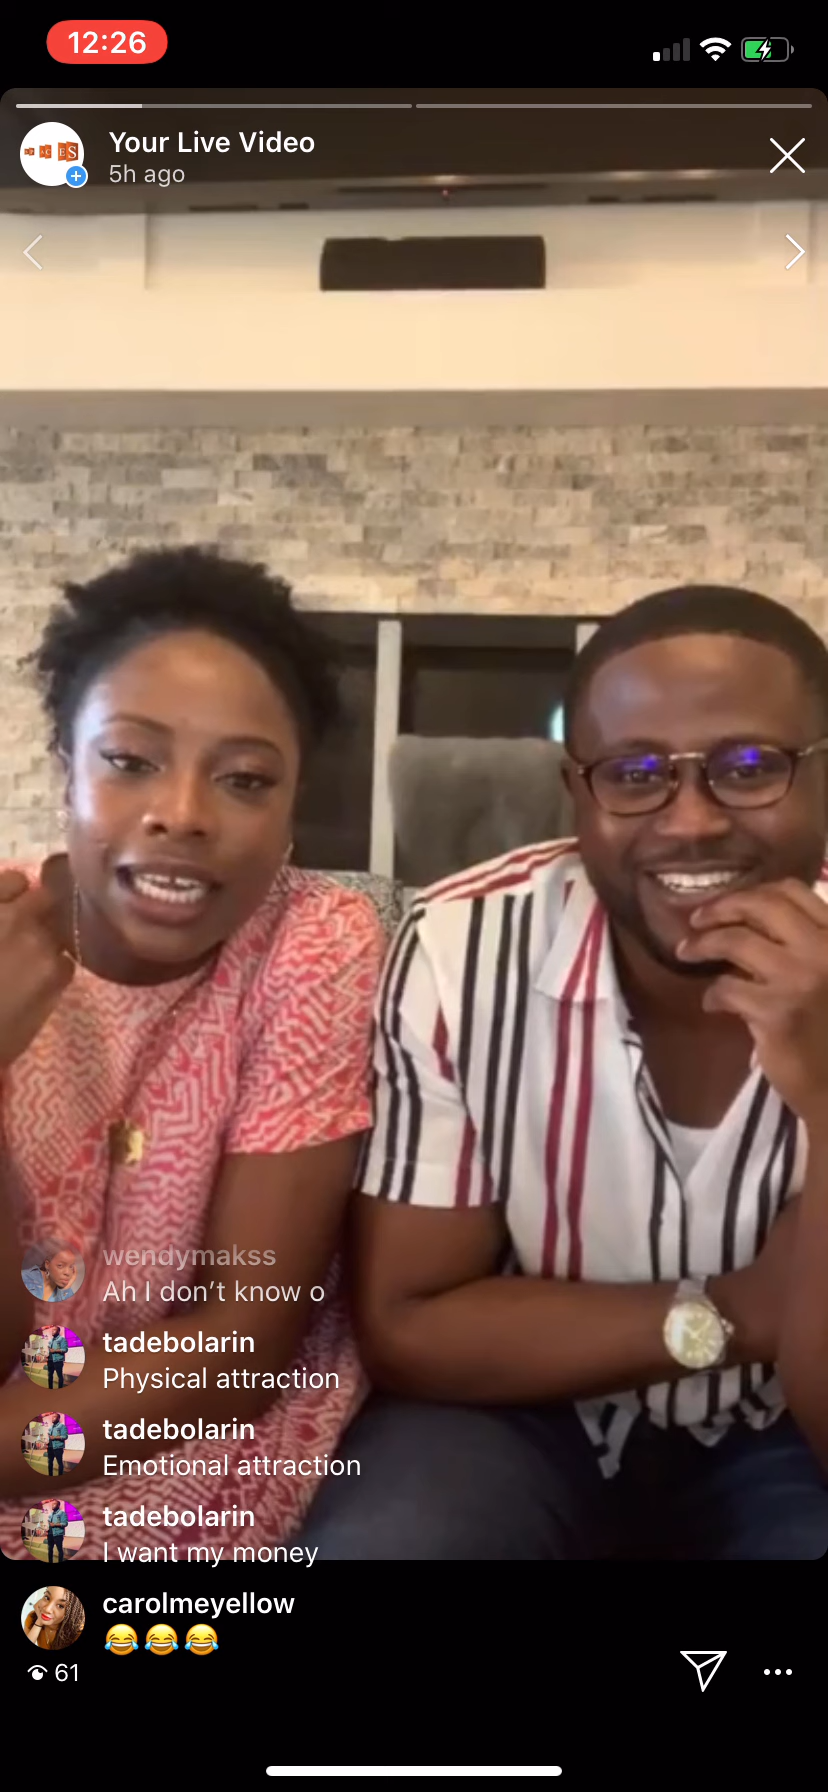 12:26
Your Live Video
5h ago
wendymakss
Ah I don’t know o
tadebolarin
Physical attraction
tadebolarin
Emotional attraction
tadebolarin
I want my money
carolmeyellow
😂😂😂
61